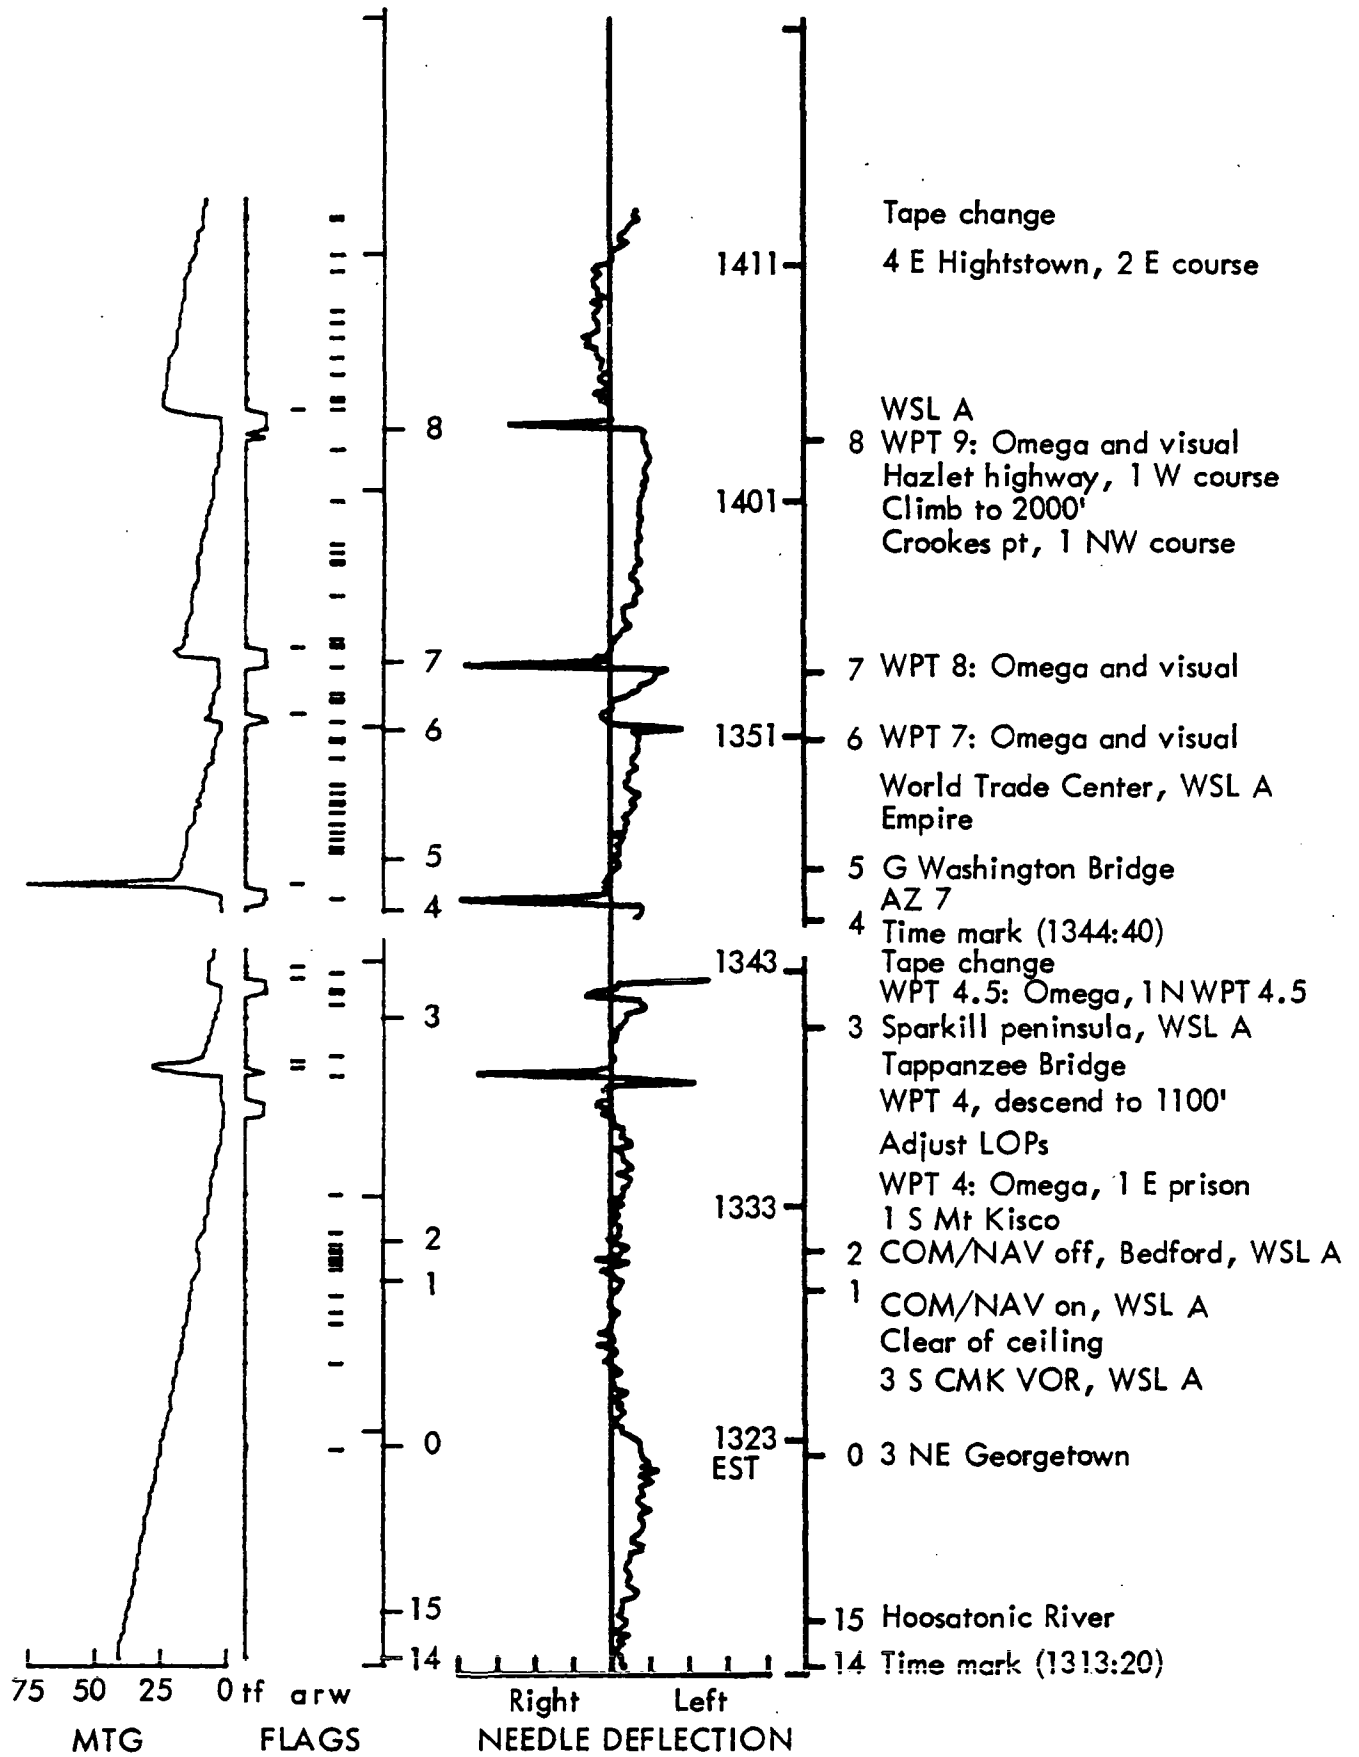 Tape change
1411 4 E Hightstown, 2 E course
WSL A
8 8 WPT 9: Omega and visual
Hazlet highway, 1 W course
1401 Climb to 2000'
Crookes pt, 1 NW course
7 7 WPT 8: Omega and visual
6 1351 6 WPT 7: Omega and visual
World Trade Center, WSL A
Empire
5 5 G Washington Bridge
AZ 7
4 4 Time mark (1344:40)
1343 Tape change
WPT 4.5: Omega, 1 N WPT 4.5
3 3 Sparkill peninsula, WSL A
Tappanzee Bridge
WPT 4, descend to 1100'
Adjust LOPs
WPT 4: Omega, 1 E prison
1333 1 S Mt Kisco
2 2 COM/NAV off, Bedford, WSL A
1 1
COM/NAV on, WSL A
Clear of ceiling
3 S CMK VOR, WSL A
1323
0 EST 0 3 NE Georgetown
15 15 Hoosatonic River
14 14 Time mark (1313:20)
75 50 25 0 tf a r w Right Left
MTG FLAGS NEEDLE DEFLECTION